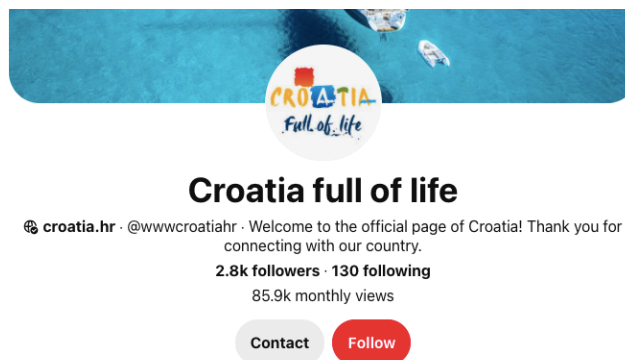 CROATIA
Full of life
Croatia full of life
croatia.hr · @wwwcroatiahr · Welcome to the official page of Croatia! Thank you for
connecting with our country.
2.8k followers · 130 following
85.9k monthly views
Contact Follow